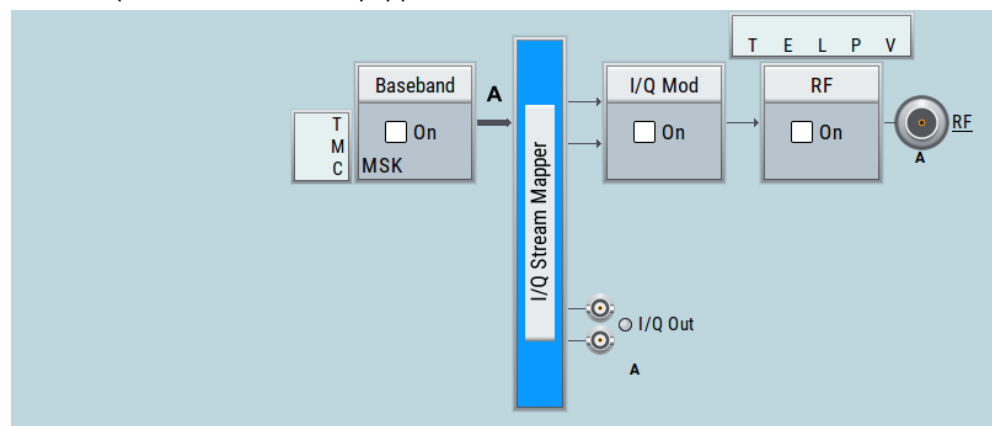 T E L P V
Baseband
On
MSK
T
M
C
A
I/Q Stream Mapper
I/Q Mod
On
RF
On
RF
A
I/Q Out
A